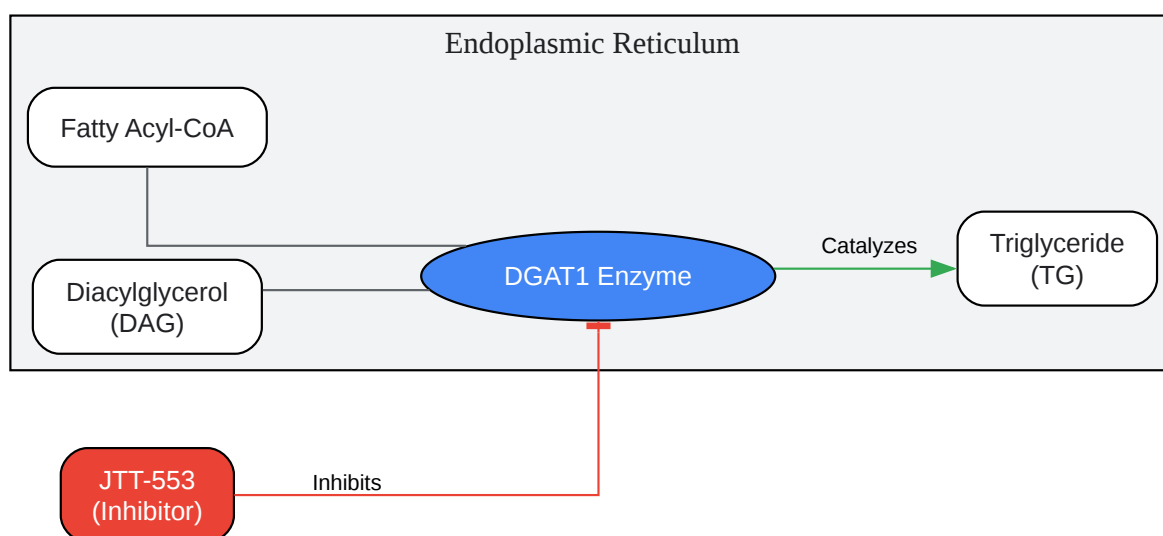 Endoplasmic Reticulum
Fatty Acyl-CoA
Diacylglycerol
(DAG)
DGAT1 Enzyme
Catalyzes
Triglyceride
(TG)
JTT-553
(Inhibitor)
Inhibits